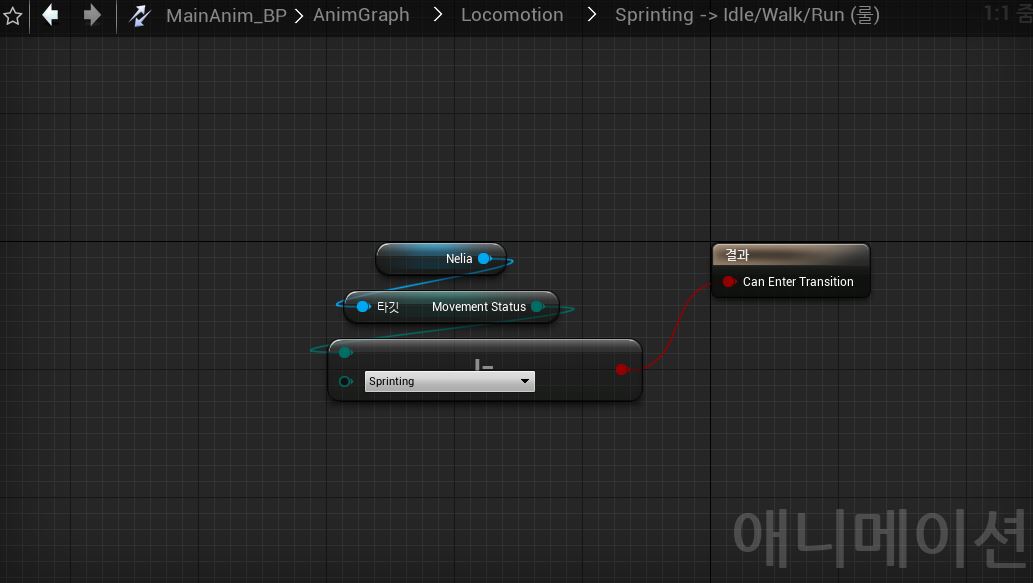 MainAnim_BP > AnimGraph > Locomotion > Sprinting -> Idle/Walk/Run (룰) 1:1 줌
Nelia
타깃 Movement Status
Sprinting
결과
Can Enter Transition
애니메이션